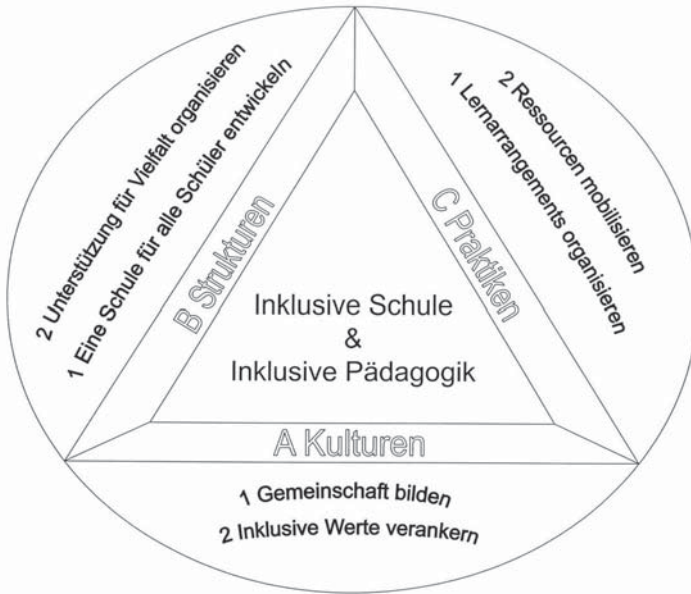 2 Unterstützung für Vielfalt organisieren
1 Eine Schule für alle Schüler entwickeln
B Strukturen
2 Ressourcen mobilisieren
1 Lernarrangements organisieren
C Praktiken
Inklusive Schule
&
Inklusive Pädagogik
A Kulturen
1 Gemeinschaft bilden
2 Inklusive Werte verankern